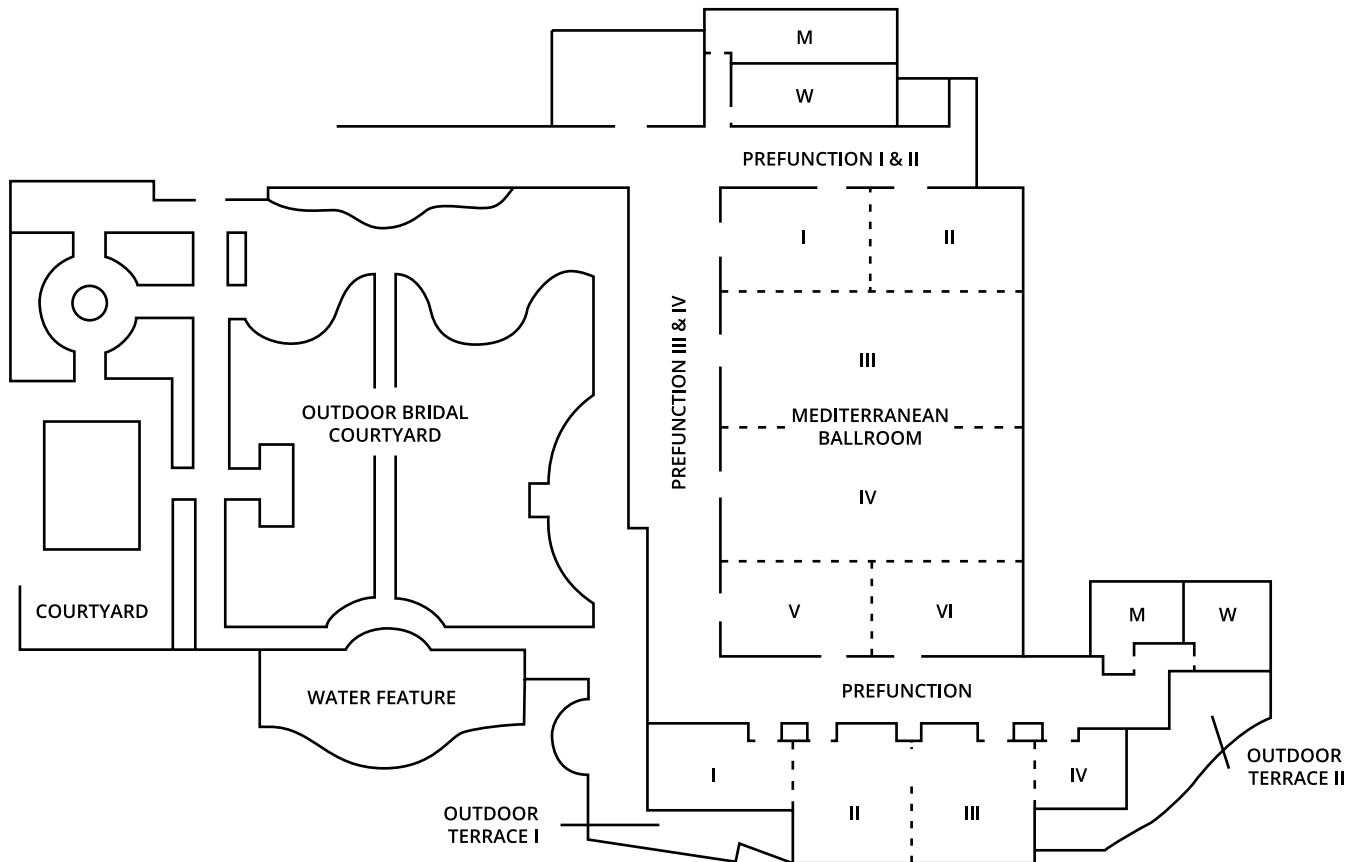 M
W
PREFUNCTION I & II
I
II
PREFUNCTION III & IV
III
OUTDOOR BRIDAL
COURTYARD
MEDITERRANEAN
BALLROOM
IV
COURTYARD
V
VI
M
W
WATER FEATURE
PREFUNCTION
I
II
III
IV
OUTDOOR
TERRACE I
OUTDOOR
TERRACE II